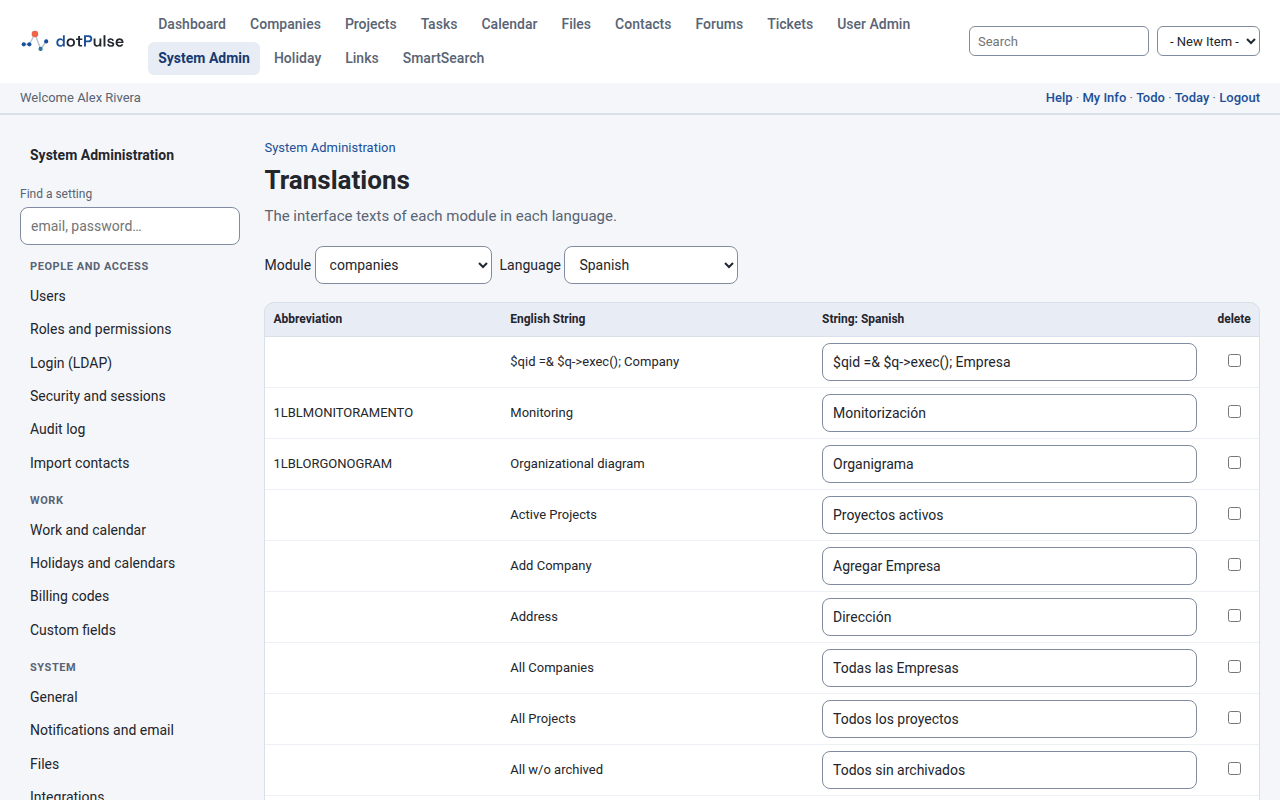 dotPulse
Dashboard Companies Projects Tasks Calendar Files Contacts Forums Tickets User Admin
System Admin Holiday Links SmartSearch
Search
- New Item -
Welcome Alex Rivera
Help · My Info · Todo · Today · Logout
System Administration
Find a setting
email, password...
PEOPLE AND ACCESS
Users
Roles and permissions
Login (LDAP)
Security and sessions
Audit log
Import contacts
WORK
Work and calendar
Holidays and calendars
Billing codes
Custom fields
SYSTEM
General
Notifications and email
Files
Integrations
System Administration
Translations
The interface texts of each module in each language.
Module companies Language Spanish
Abbreviation English String String: Spanish delete
$qid =& $q->exec(); Company $qid =& $q->exec(); Empresa
1LBLMONITORAMENTO Monitoring Monitorización
1LBLORGONOGRAM Organizational diagram Organigrama
Active Projects Proyectos activos
Add Company Agregar Empresa
Address Dirección
All Companies Todas las Empresas
All Projects Todos los proyectos
All w/o archived Todos sin archivados